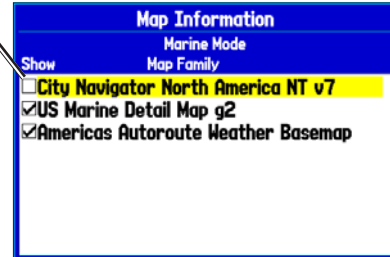 Map Information
Marine Mode
Show Map Family
City Navigator North America NT v7
US Marine Detail Map g2
Americas Autoroute Weather Basemap